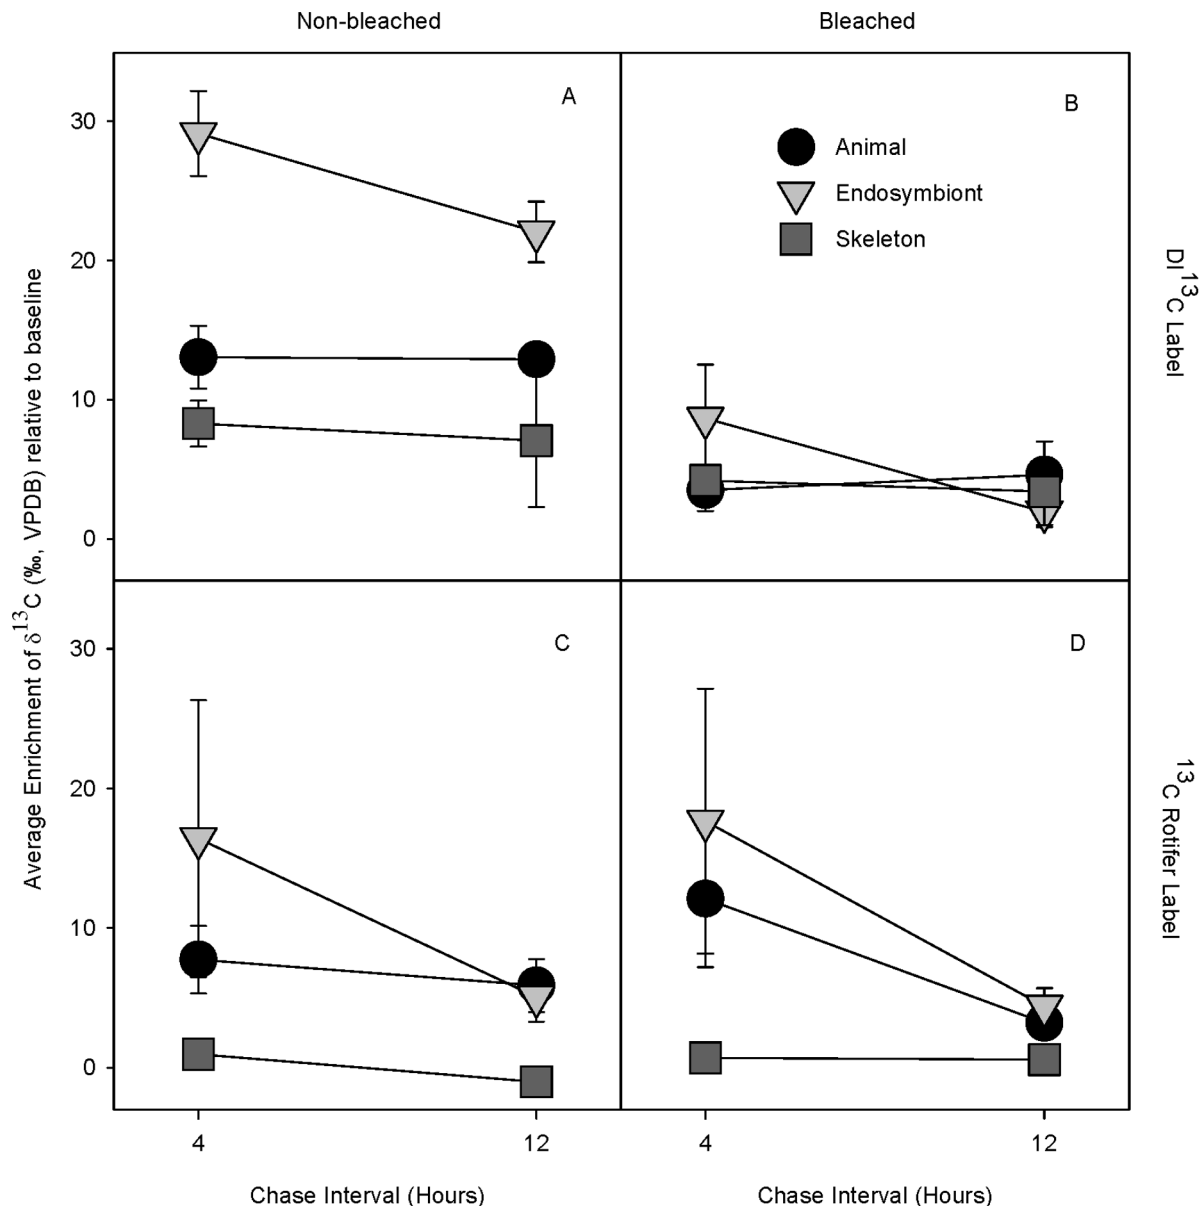 Non-bleached
Bleached
A
B
30
20
10
0
Animal
Endosymbiont
Skeleton
DI¹³C Label
Average Enrichment of δ¹³C (‰, VPDB) relative to baseline
C
D
30
20
10
0
¹³C Rotifer Label
4
12
4
12
Chase Interval (Hours)
Chase Interval (Hours)